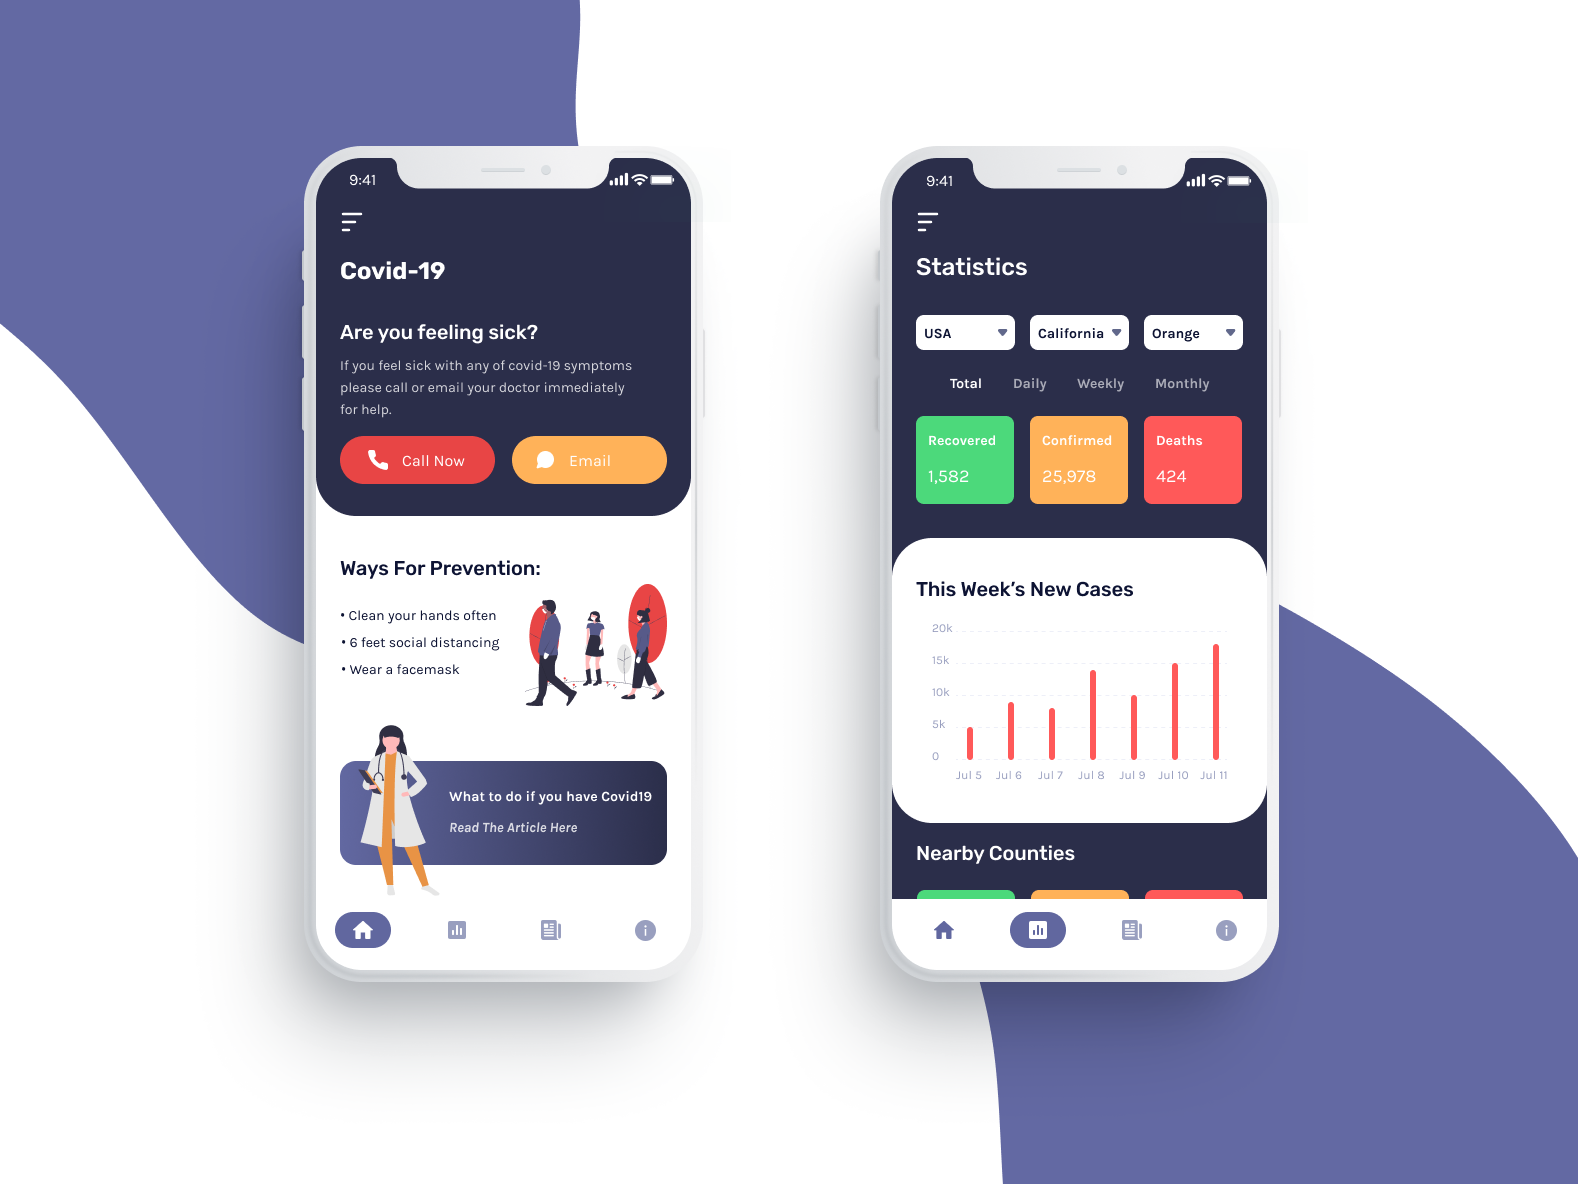 9:41
Covid-19
Are you feeling sick?
If you feel sick with any of covid-19 symptoms
please call or email your doctor immediately
for help.
Call Now
Email
Ways For Prevention:
• Clean your hands often
• 6 feet social distancing
• Wear a facemask
What to do if you have Covid19
Read The Article Here
9:41
Statistics
USA
California
Orange
Total
Daily
Weekly
Monthly
Recovered
1,582
Confirmed
25,978
Deaths
424
This Week’s New Cases
20k
15k
10k
5k
0
Jul 5
Jul 6
Jul 7
Jul 8
Jul 9
Jul 10
Jul 11
Nearby Counties